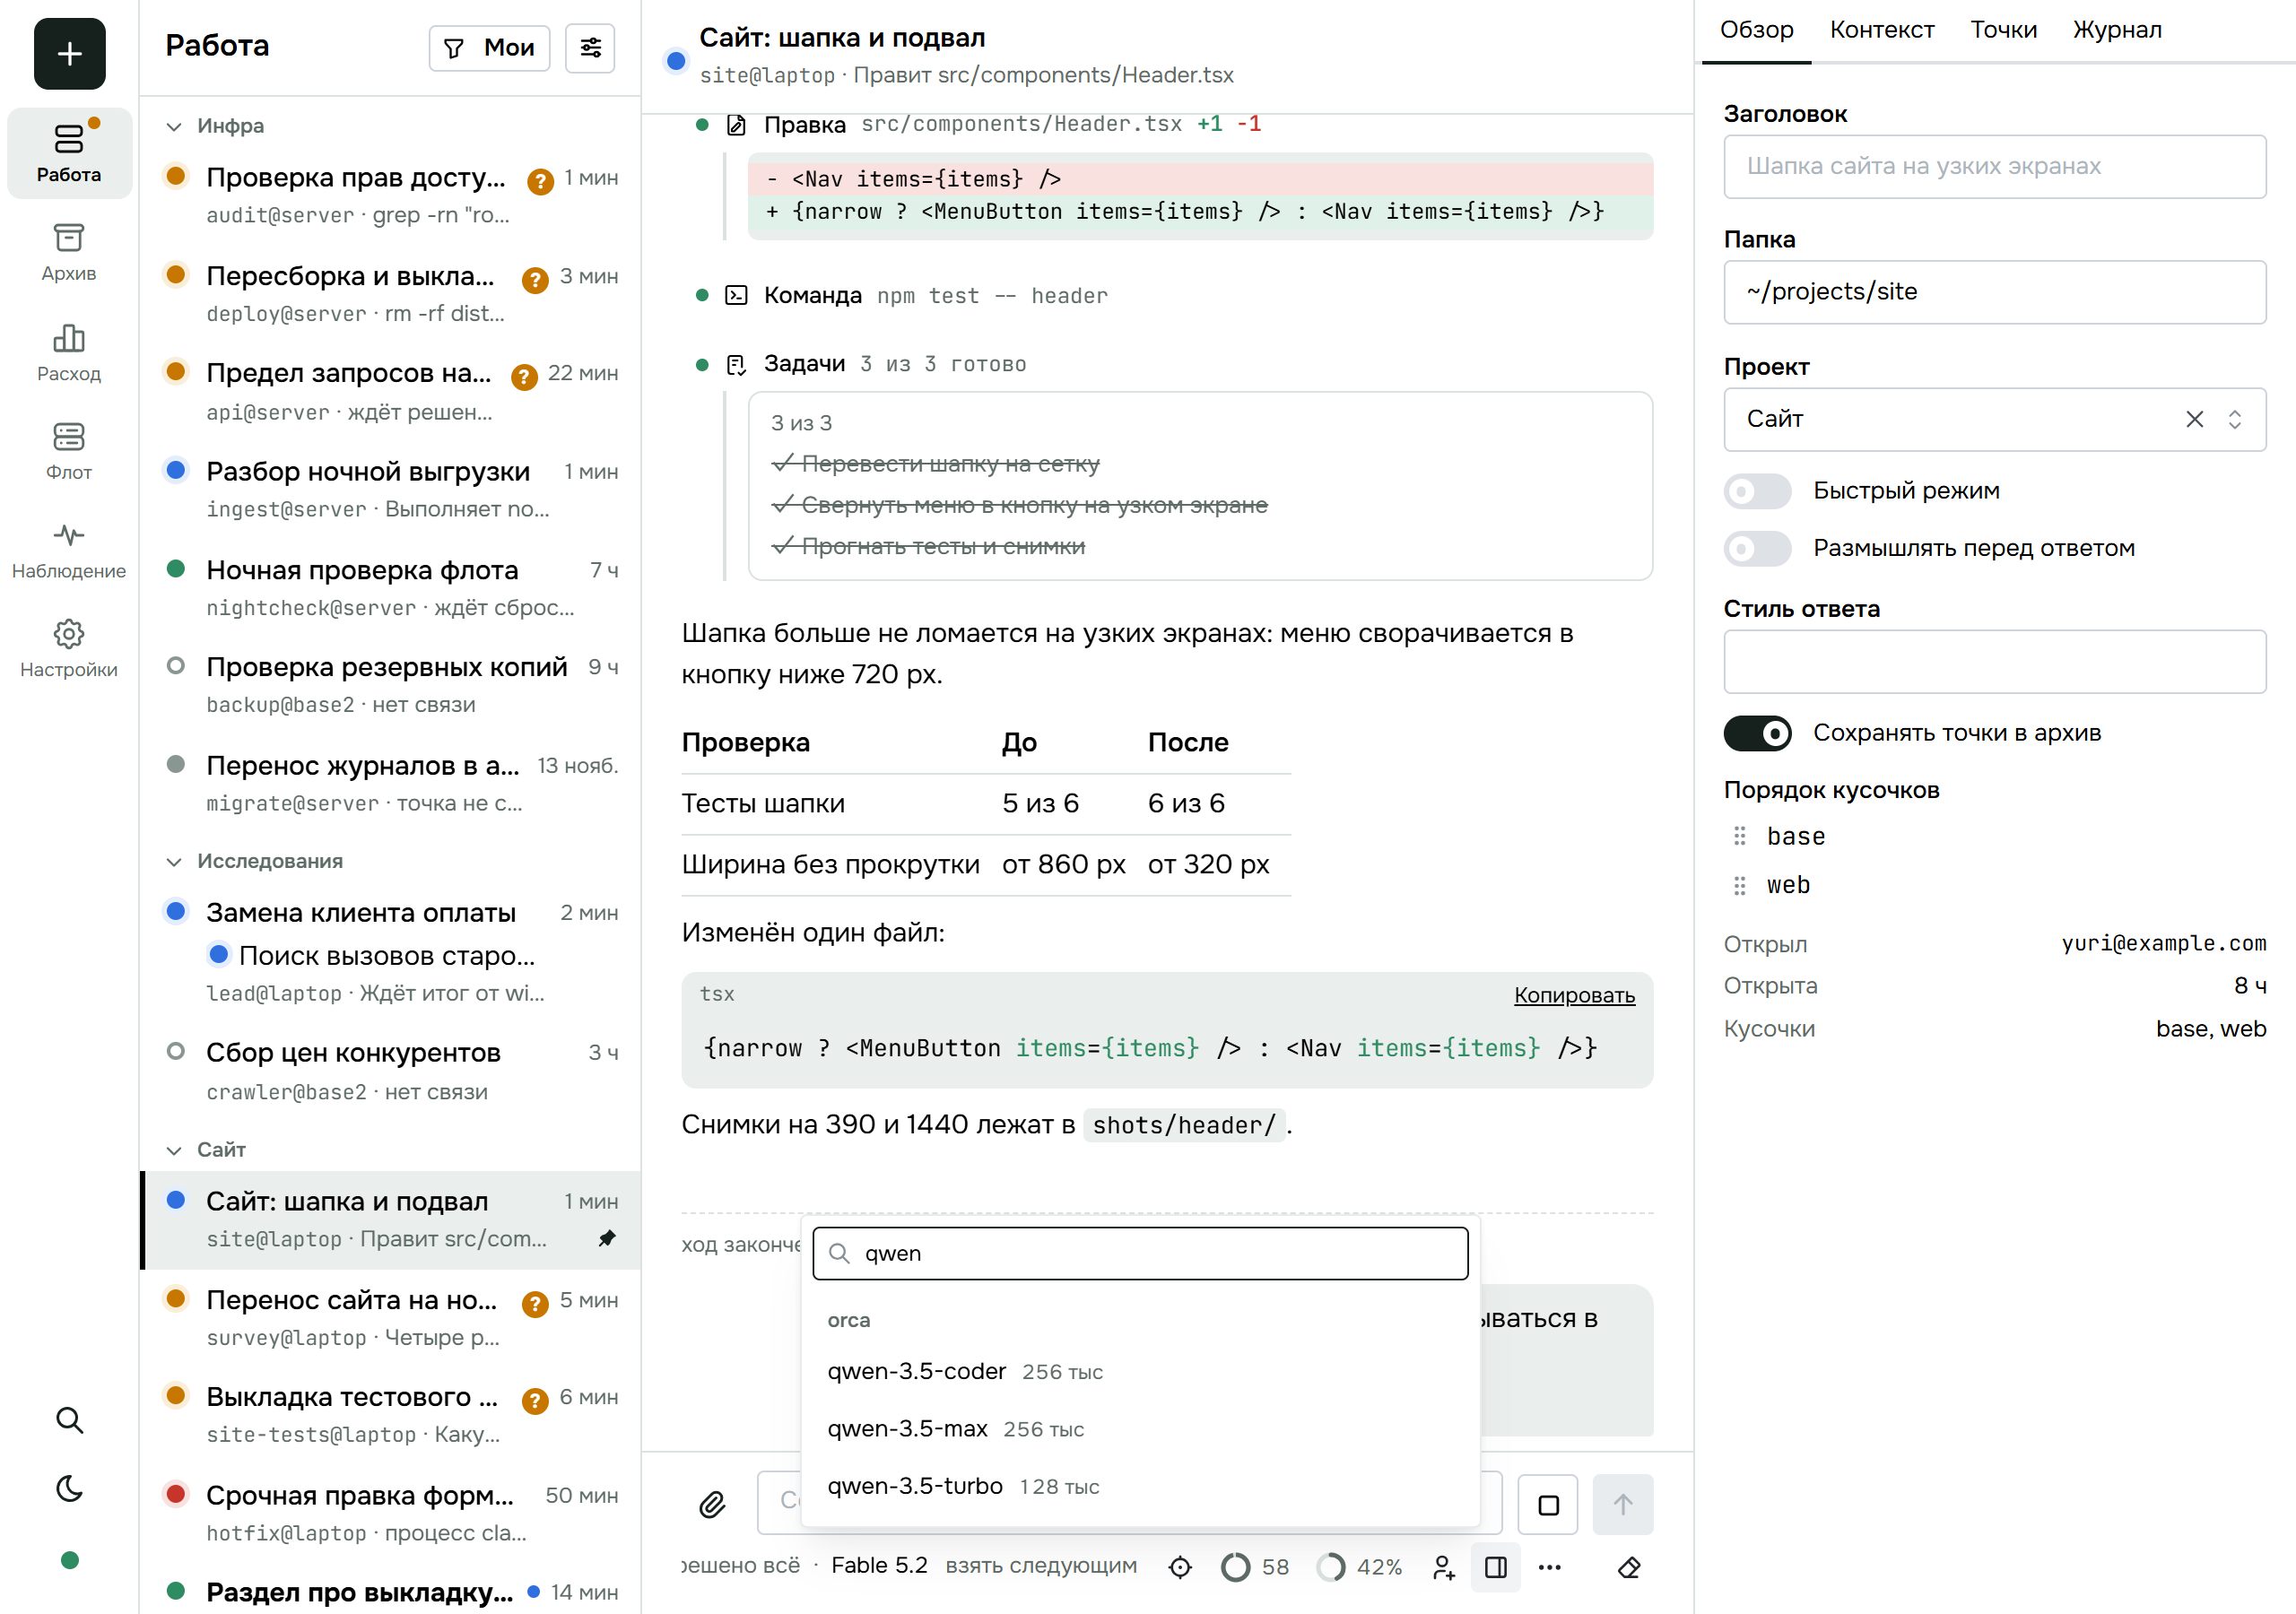 Работа
Архив
Расход
Флот
Наблюдение
Настройки
Работа
Мои
Инфра
Проверка прав досту... ? 1 мин
audit@server · grep -rn "ro...
Пересборка и выкла... ? 3 мин
deploy@server · rm -rf dist...
Предел запросов на... ? 22 мин
api@server · ждёт решен...
Разбор ночной выгрузки 1 мин
ingest@server · Выполняет по...
Ночная проверка флота 7 ч
nightcheck@server · ждёт сброс...
Проверка резервных копий 9 ч
backup@base2 · нет связи
Перенос журналов в а... 13 нояб.
migrate@server · точка не с...
Исследования
Замена клиента оплаты 2 мин
Поиск вызовов старо...
lead@laptop · Ждёт итог от wi...
Сбор цен конкурентов 3 ч
crawler@base2 · нет связи
Сайт
Сайт: шапка и подвал 1 мин
site@laptop · Правит src/com...
Перенос сайта на но... ? 5 мин
survey@laptop · Четыре р...
Выкладка тестового ... ? 6 мин
site-tests@laptop · Каку...
Срочная правка форм... 50 мин
hotfix@laptop · процесс cla...
Раздел про выкладку... 14 мин
Сайт: шапка и подвал
site@laptop · Правит src/components/Header.tsx
Правка src/components/Header.tsx +1 -1
- <Nav items={items} />
+ {narrow ? <MenuButton items={items} /> : <Nav items={items} />}
Команда npm test -- header
Задачи 3 из 3 готово
3 из 3
✓ Перевести шапку на сетку
✓ Свернуть меню в кнопку на узком экране
✓ Прогнать тесты и снимки
Шапка больше не ломается на узких экранах: меню сворачивается в
кнопку ниже 720 px.
Проверка До После
Тесты шапки 5 из 6 6 из 6
Ширина без прокрутки от 860 px от 320 px
Изменён один файл:
tsx Копировать
{narrow ? <MenuButton items={items} /> : <Nav items={items} />}
Снимки на 390 и 1440 лежат в shots/header/.
ход законче
ываться в
qwen
orca
qwen-3.5-coder 256 тыс
qwen-3.5-max 256 тыс
qwen-3.5-turbo 128 тыс
решено всё · Fable 5.2 взять следующим 58 42%
Обзор Контекст Точки Журнал
Заголовок
Шапка сайта на узких экранах
Папка
~/projects/site
Проект
Сайт
Быстрый режим
Размышлять перед ответом
Стиль ответа
Сохранять точки в архив
Порядок кусочков
base
web
Открыл yuri@example.com
Открыта 8 ч
Кусочки base, web